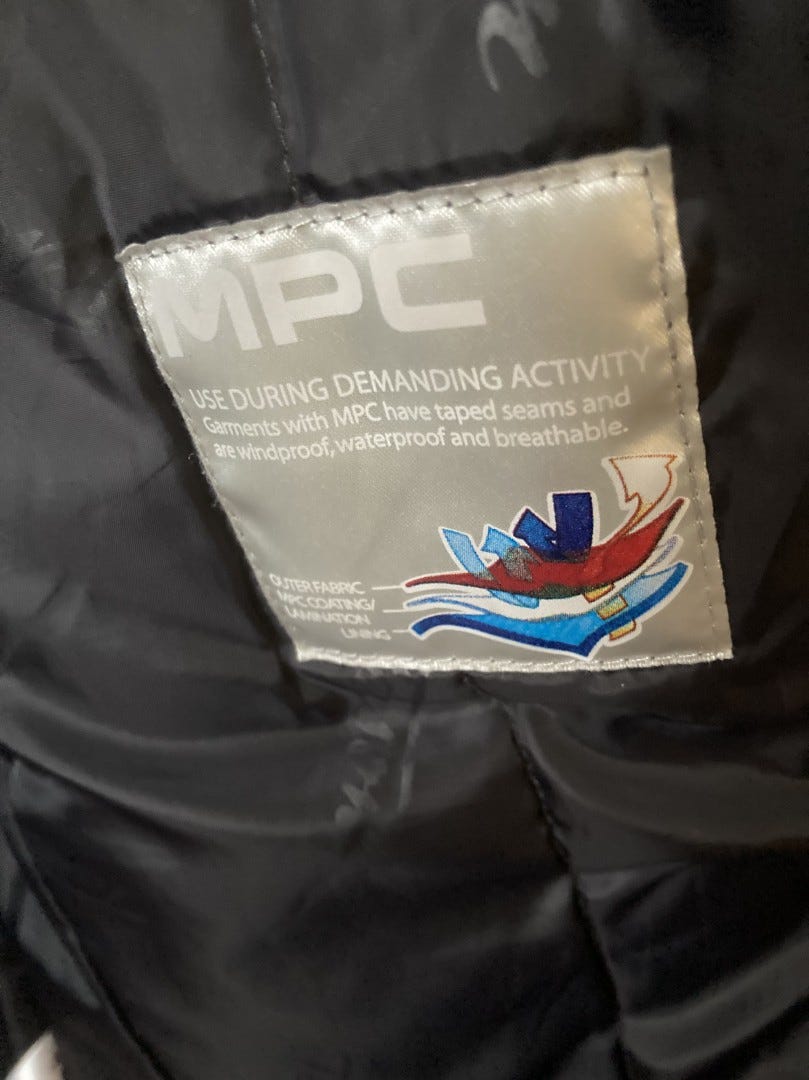 MPC
USE DURING DEMANDING ACTIVITY
Garments with MPC have taped seams and
are windproof, waterproof and breathable.
OUTER FABRIC
MPC COATING/
LAMINATION
LINING